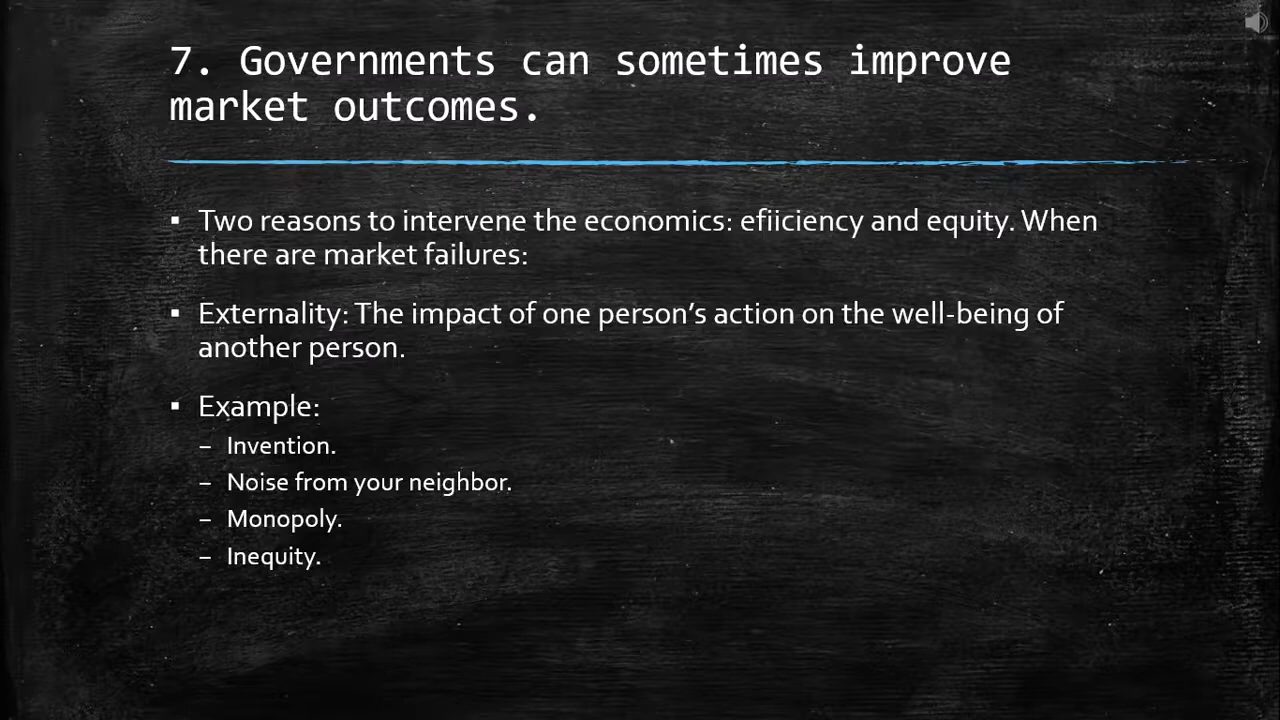 7. Governments can sometimes improve
market outcomes.
▪ Two reasons to intervene the economics: efiiciency and equity. When
there are market failures:
▪ Externality: The impact of one person’s action on the well-being of
another person.
▪ Example:
– Invention.
– Noise from your neighbor.
– Monopoly.
– Inequity.